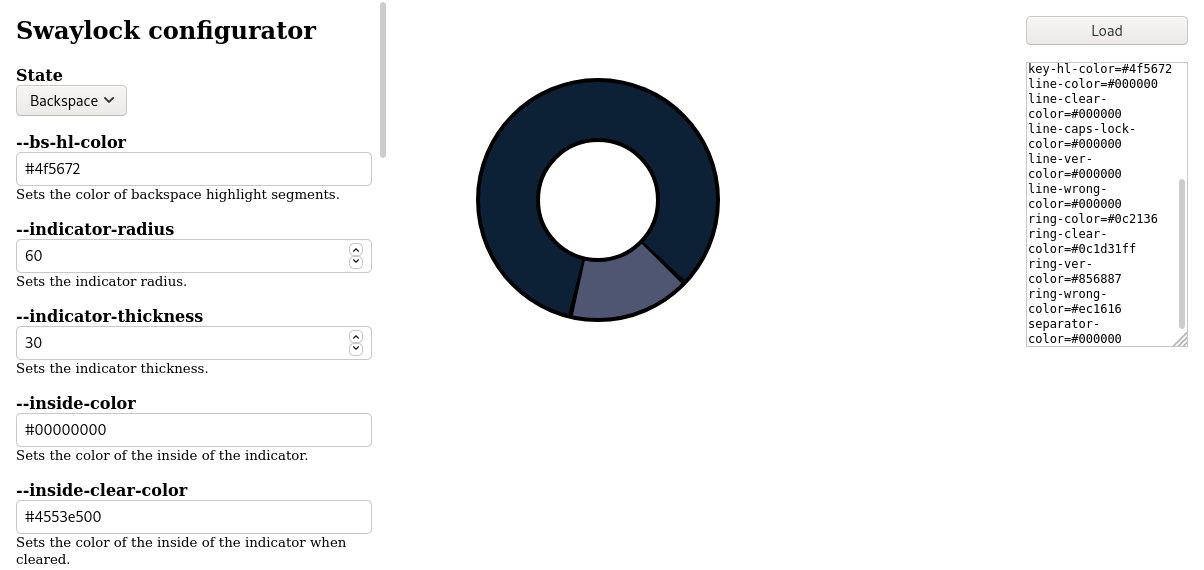 Swaylock configurator
State
Backspace
--bs-hl-color
#4f5672
Sets the color of backspace highlight segments.
--indicator-radius
60
Sets the indicator radius.
--indicator-thickness
30
Sets the indicator thickness.
--inside-color
#00000000
Sets the color of the inside of the indicator.
--inside-clear-color
#4553e500
Sets the color of the inside of the indicator when
cleared.
Load
key-hl-color=#4f5672
line-color=#000000
line-clear-
color=#000000
line-caps-lock-
color=#000000
line-ver-
color=#000000
line-wrong-
color=#000000
ring-color=#0c2136
ring-clear-
color=#0c1d31ff
ring-ver-
color=#856887
ring-wrong-
color=#ec1616
separator-
color=#000000